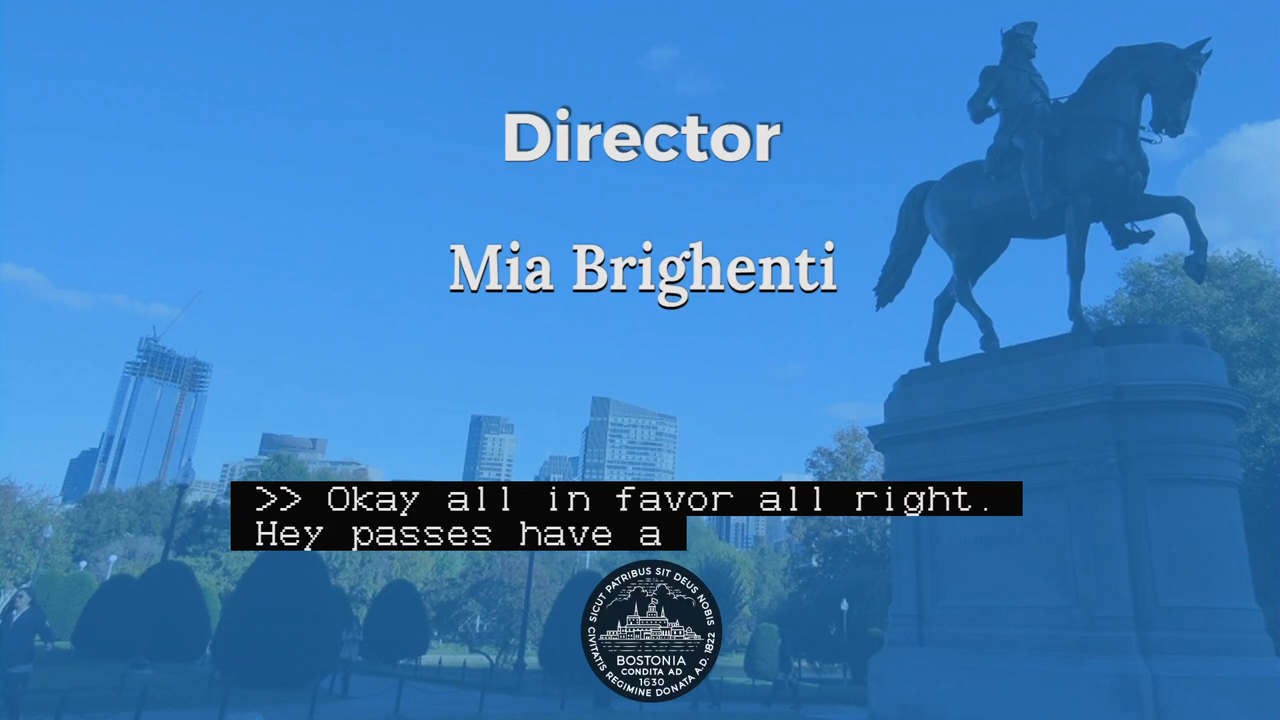 Director
Mia Brighenti
>> Okay all in favor all right.
Hey passes have a
SICUT PATRIBUS SIT DEUS NOBIS
CIVITATIS REGIMINE DONATA A.D. 1822
BOSTONIA
CONDITA AD
1630